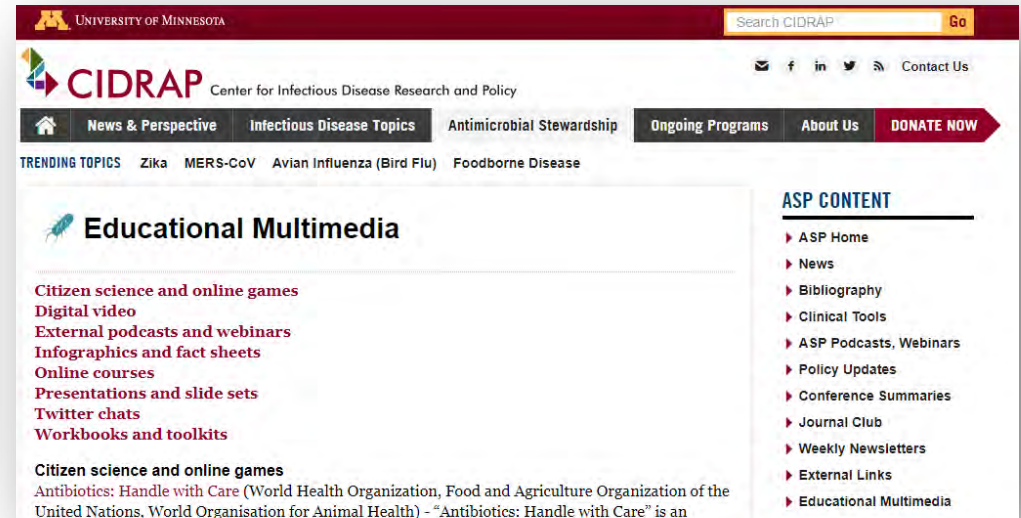 UNIVERSITY OF MINNESOTA
Search CIDRAP
Go
CIDRAP Center for Infectious Disease Research and Policy
Contact Us
News & Perspective
Infectious Disease Topics
Antimicrobial Stewardship
Ongoing Programs
About Us
DONATE NOW
TRENDING TOPICS Zika MERS-CoV Avian Influenza (Bird Flu) Foodborne Disease
Educational Multimedia
Citizen science and online games
Digital video
External podcasts and webinars
Infographics and fact sheets
Online courses
Presentations and slide sets
Twitter chats
Workbooks and toolkits
Citizen science and online games
Antibiotics: Handle with Care (World Health Organization, Food and Agriculture Organization of the
United Nations, World Organisation for Animal Health) - “Antibiotics: Handle with Care” is an
ASP CONTENT
ASP Home
News
Bibliography
Clinical Tools
ASP Podcasts, Webinars
Policy Updates
Conference Summaries
Journal Club
Weekly Newsletters
External Links
Educational Multimedia